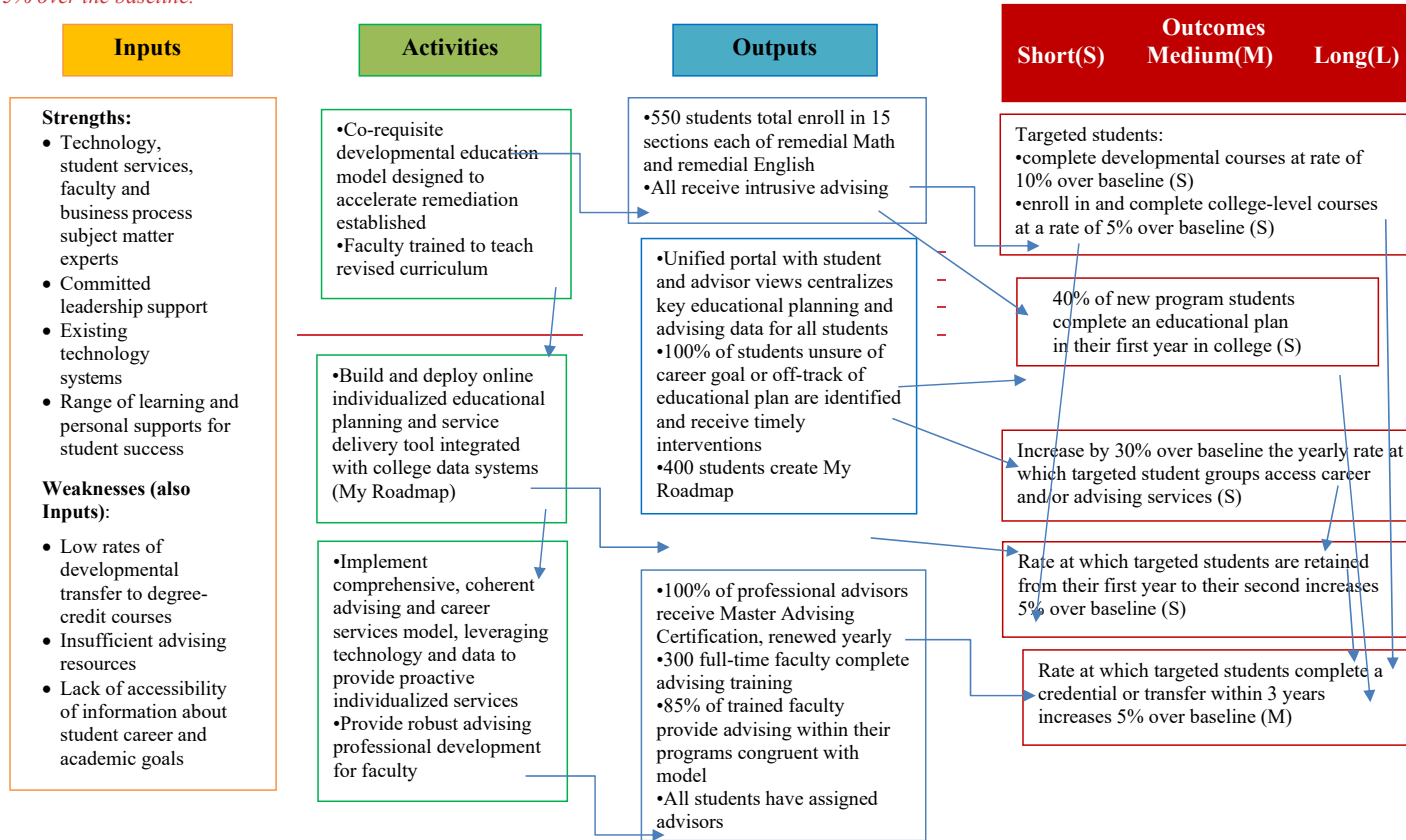 5% over the baseline.
Inputs
Activities
Outputs
Outcomes
Short(S) Medium(M) Long(L)
Strengths:
• Technology,
student services,
faculty and
business process
subject matter
experts
• Committed
leadership support
• Existing
technology
systems
• Range of learning and
personal supports for
student success
Weaknesses (also
Inputs):
• Low rates of
developmental
transfer to degree-
credit courses
• Insufficient advising
resources
• Lack of accessibility
of information about
student career and
academic goals
•Co-requisite
developmental education
model designed to
accelerate remediation
established
•Faculty trained to teach
revised curriculum
•Build and deploy online
individualized educational
planning and service
delivery tool integrated
with college data systems
(My Roadmap)
•Implement
comprehensive, coherent
advising and career
services model, leveraging
technology and data to
provide proactive
individualized services
•Provide robust advising
professional development
for faculty
•550 students total enroll in 15
sections each of remedial Math
and remedial English
•All receive intrusive advising
•Unified portal with student
and advisor views centralizes
key educational planning and
advising data for all students
•100% of students unsure of
career goal or off-track of
educational plan are identified
and receive timely
interventions
•400 students create My
Roadmap
•100% of professional advisors
receive Master Advising
Certification, renewed yearly
•300 full-time faculty complete
advising training
•85% of trained faculty
provide advising within their
programs congruent with
model
•All students have assigned
advisors
Targeted students:
•complete developmental courses at rate of
10% over baseline (S)
•enroll in and complete college-level courses
at a rate of 5% over baseline (S)
40% of new program students
complete an educational plan
in their first year in college (S)
Increase by 30% over baseline the yearly rate at
which targeted student groups access career
and/or advising services (S)
Rate at which targeted students are retained
from their first year to their second increases
5% over baseline (S)
Rate at which targeted students complete a
credential or transfer within 3 years
increases 5% over baseline (M)